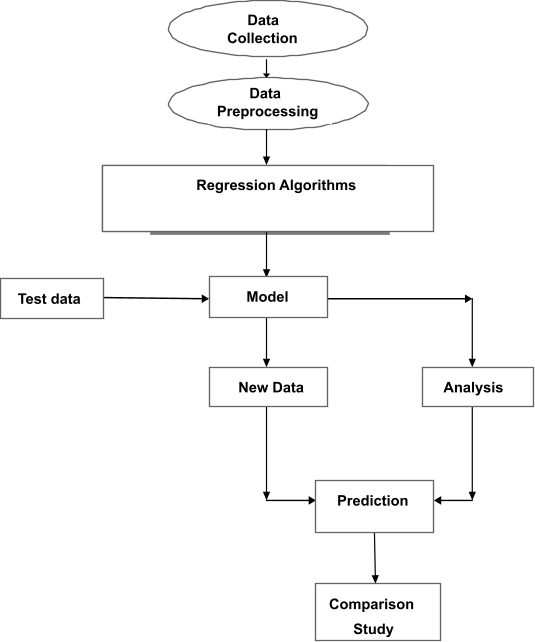 Data
Collection
Data
Preprocessing
Regression Algorithms
Test data
Model
New Data
Analysis
Prediction
Comparison
Study